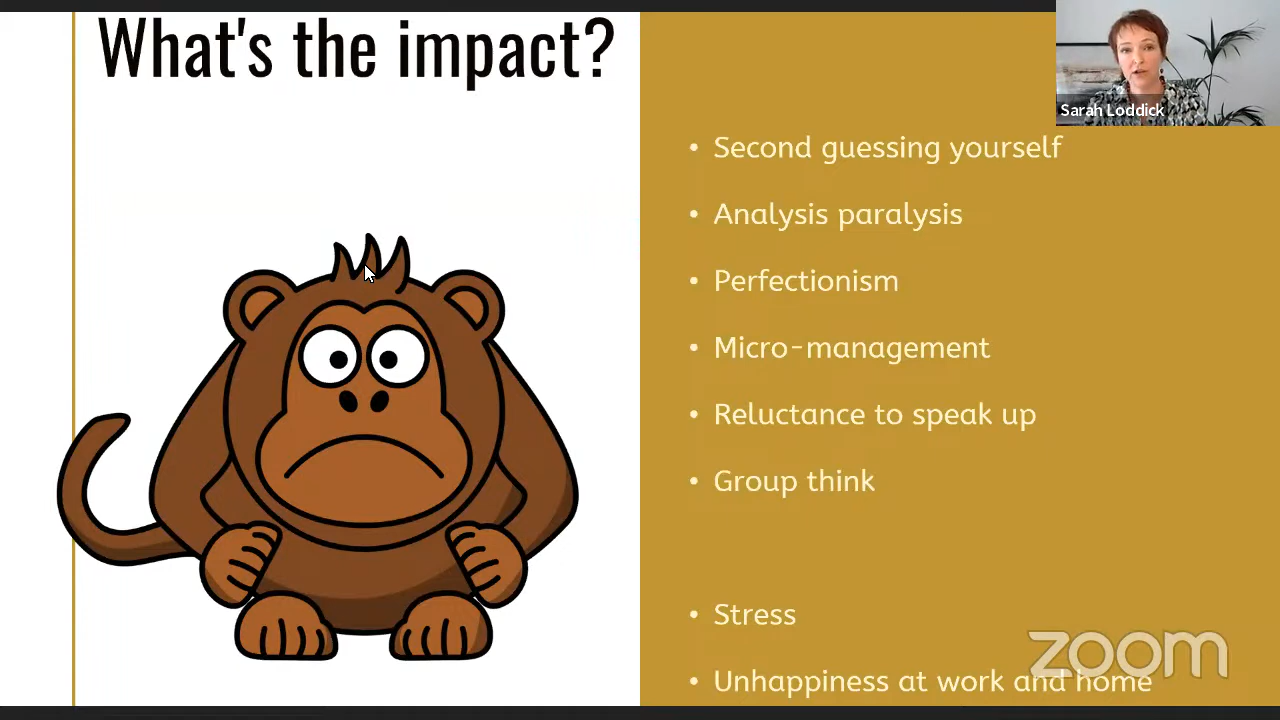 What's the impact?
Sarah Loddick
• Second guessing yourself
• Analysis paralysis
• Perfectionism
• Micro-management
• Reluctance to speak up
• Group think
• Stress
• Unhappiness at work and home
zoom